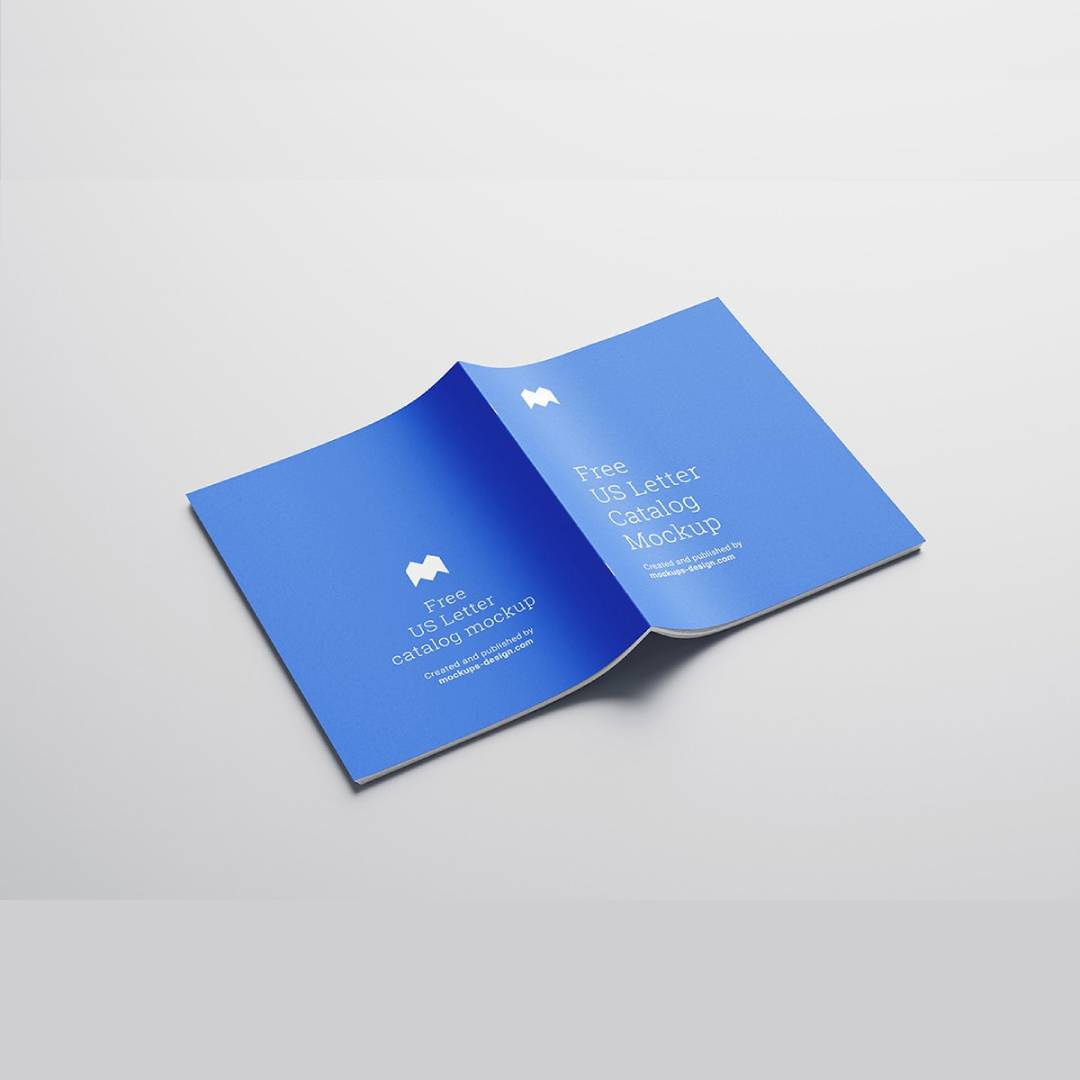 Free
US Letter
catalog mockup
Created and published by
mockups-design.com
Free
US Letter
Catalog
Mockup
Created and published by
mockups-design.com